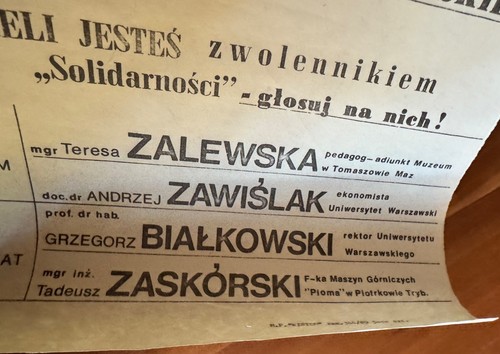 ELI JESTEŚ zwolennikiem
„Solidarności” - głosuj na nich!
mgr Teresa ZALEWSKA pedagog - adiunkt Muzeum
w Tomaszowie Maz
M
doc. dr ANDRZEJ ZAWIŚLAK ekonomista
Uniwersytet Warszawski
prof. dr hab.
GRZEGORZ BIAŁKOWSKI rektor Uniwersytetu
Warszawskiego
AT
mgr inż.
Tadeusz ZASKÓRSKI F-ka Maszyn Górniczych
"Pioma" w Piotrkowie Tryb.